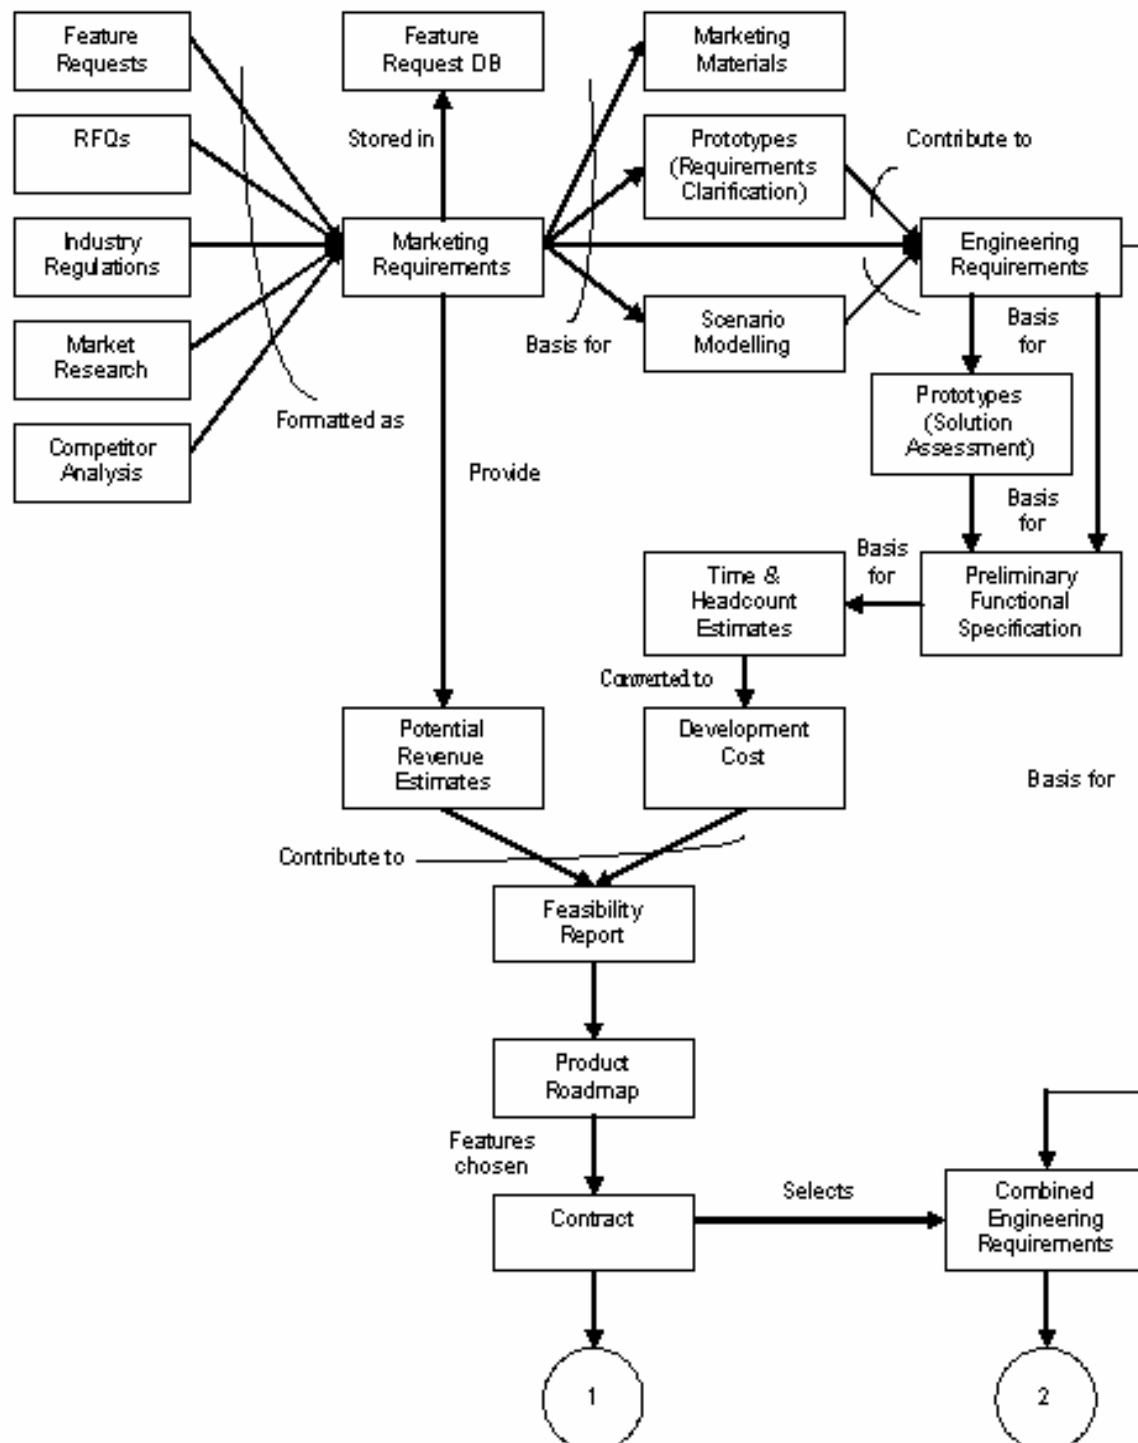 Feature
Requests
Feature
Request DB
Marketing
Materials
RFQs
Stored in
Prototypes
(Requirements
Clarification)
Contribute to
Industry
Regulations
Marketing
Requirements
Engineering
Requirements
Market
Research
Basis for
Scenario
Modelling
Basis
for
Formatted as
Prototypes
(Solution
Assessment)
Competitor
Analysis
Provide
Basis
for
Time &
Headcount
Estimates
Basis
for
Preliminary
Functional
Specification
Converted to
Potential
Revenue
Estimates
Development
Cost
Basis for
Contribute to
Feasibility
Report
Product
Roadmap
Features
chosen
Contract
Selects
Combined
Engineering
Requirements
1
2